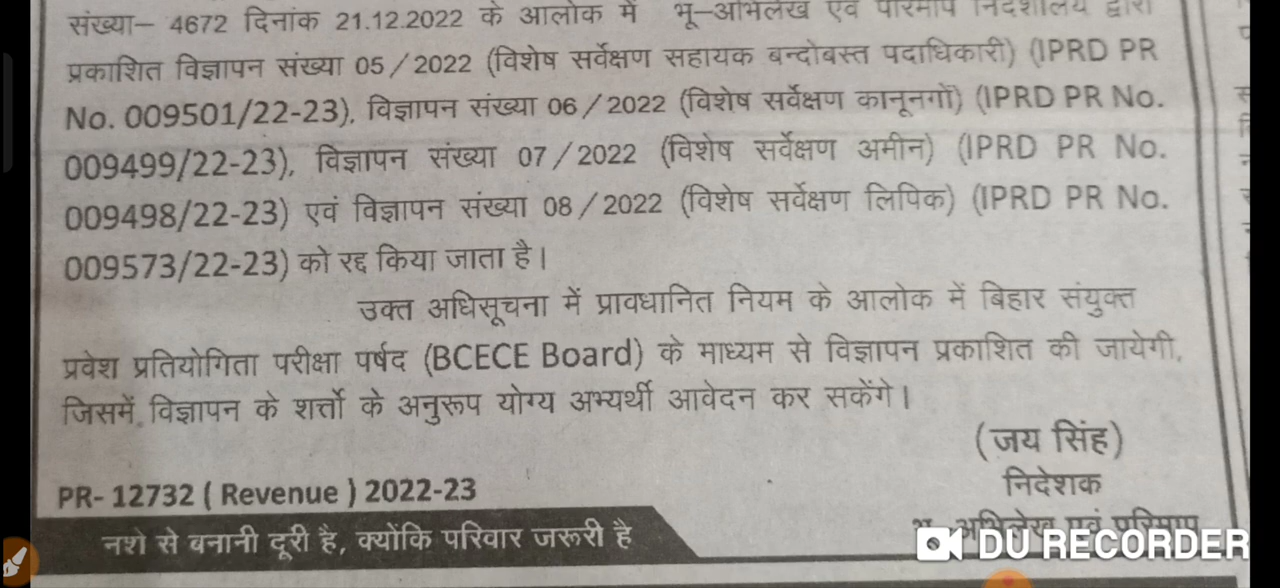 संख्या– 4672 दिनांक 21.12.2022 के आलोक में भू–अभिलेख एवं परिमाप निदेशालय द्वारा
प्रकाशित विज्ञापन संख्या 05/2022 (विशेष सर्वेक्षण सहायक बन्दोबस्त पदाधिकारी) (IPRD PR
No. 009501/22-23), विज्ञापन संख्या 06/2022 (विशेष सर्वेक्षण कानूनगों) (IPRD PR No.
009499/22-23), विज्ञापन संख्या 07/2022 (विशेष सर्वेक्षण अमीन) (IPRD PR No.
009498/22-23) एवं विज्ञापन संख्या 08/2022 (विशेष सर्वेक्षण लिपिक) (IPRD PR No.
009573/22-23) को रद्द किया जाता है।
उक्त अधिसूचना में प्रावधानित नियम के आलोक में बिहार संयुक्त
प्रवेश प्रतियोगिता परीक्षा पर्षद (BCECE Board) के माध्यम से विज्ञापन प्रकाशित की जायेगी,
जिसमें विज्ञापन के शर्त्तो के अनुरूप योग्य अभ्यर्थी आवेदन कर सकेंगे।
(जय सिंह)
निदेशक
भू–अभिलेख एवं परिमाप
PR- 12732 ( Revenue ) 2022-23
नशे से बनानी दूरी है, क्योंकि परिवार जरूरी है
DU RECORDER